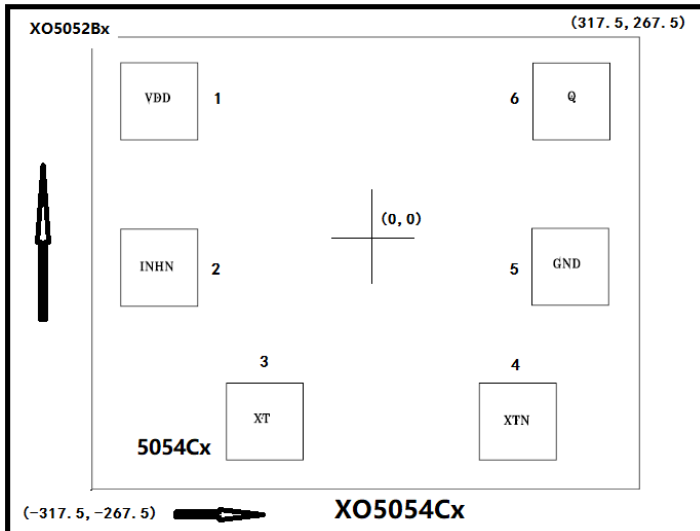 XO5052Bx
(317.5, 267.5)
VDD 1
6 Q
(0, 0)
INHN 2
5 GND
3
4
XT
XTN
5054Cx
(-317.5, -267.5)
XO5054Cx